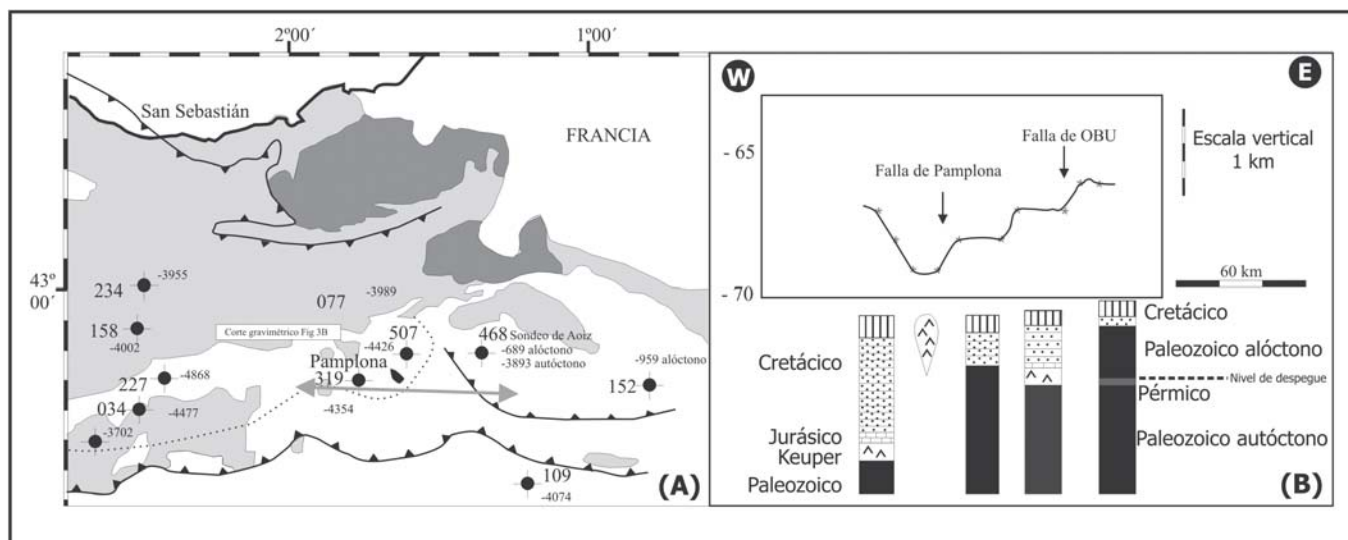 2º00´
1º00´
San Sebastián
FRANCIA
43º
00´
234
-3955
158
-4002
077
-3989
Corte gravimétrico Fig 3B
507
-4426
468
Sondeo de Aoiz
-689 alóctono
-3893 autóctono
-959 alóctono
152
227
-4868
Pamplona
319
-4354
034
-4477
-3702
109
-4074
(A)
W
E
- 65
- 70
Falla de Pamplona
Falla de OBU
Escala vertical
1 km
60 km
Cretácico
Jurásico
Keuper
Paleozoico
Cretácico
Paleozoico alóctono
Nivel de despegue
Pérmico
Paleozoico autóctono
(B)